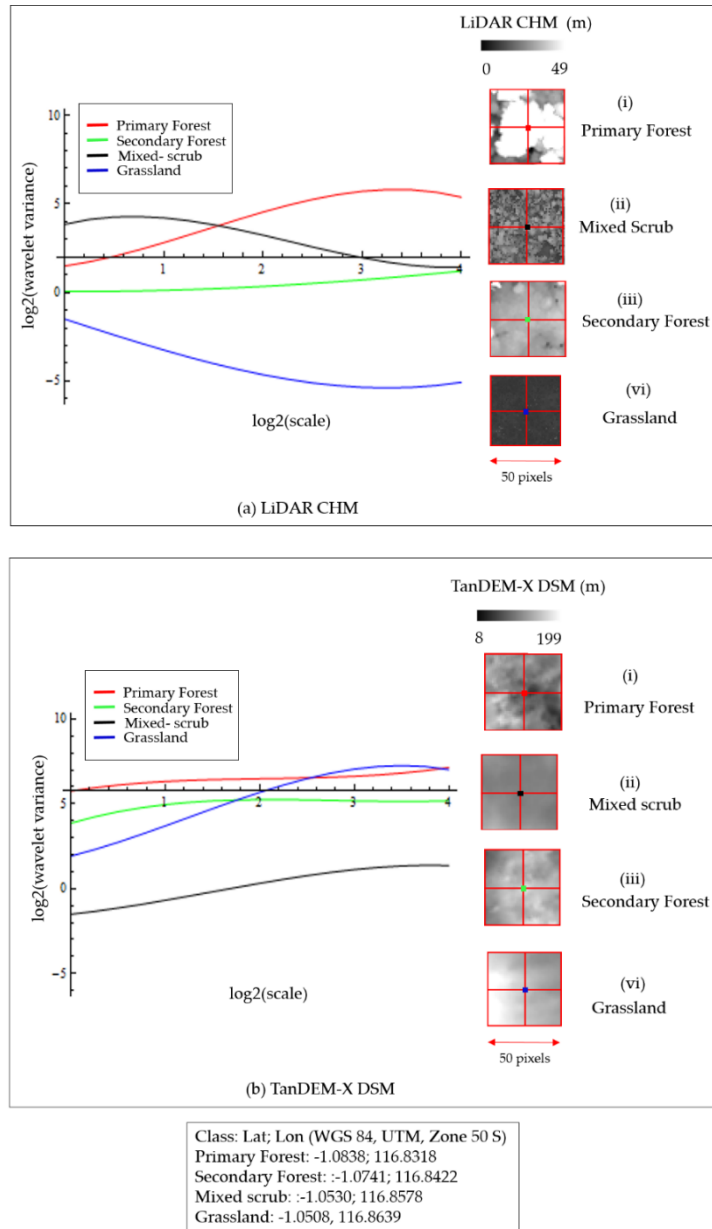 LiDAR CHM (m)
0 49
(i)
Primary Forest
(ii)
Mixed Scrub
(iii)
Secondary Forest
(vi)
Grassland
50 pixels
Primary Forest
Secondary Forest
Mixed- scrub
Grassland
log2(wavelet variance)
10
5
0
−5
1 2 3 4
log2(scale)
(a) LiDAR CHM
TanDEM-X DSM (m)
8 199
(i)
Primary Forest
(ii)
Mixed scrub
(iii)
Secondary Forest
(vi)
Grassland
50 pixels
Primary Forest
Secondary Forest
Mixed- scrub
Grassland
log2(wavelet variance)
10
5
0
−5
1 2 3 4
log2(scale)
(b) TanDEM-X DSM
Class: Lat; Lon (WGS 84, UTM, Zone 50 S)
Primary Forest: -1.0838; 116.8318
Secondary Forest: :-1.0741; 116.8422
Mixed scrub: :-1.0530; 116.8578
Grassland: -1.0508, 116.8639